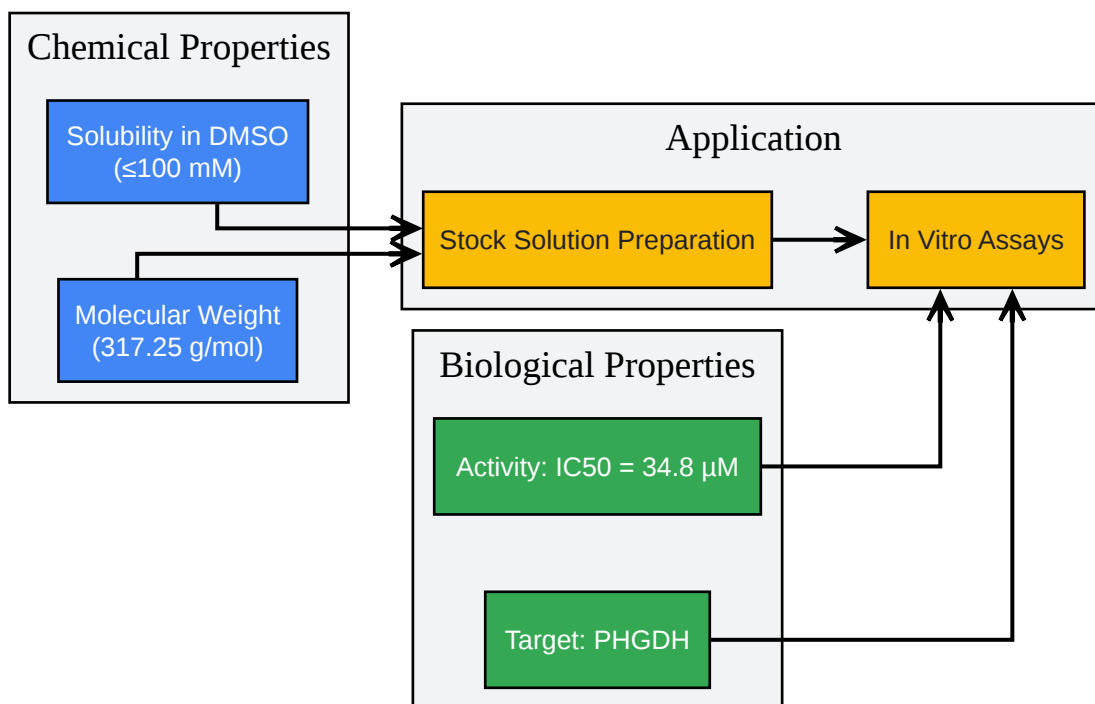 Chemical Properties
Solubility in DMSO
(≤100 mM)
Molecular Weight
(317.25 g/mol)
Application
Stock Solution Preparation
In Vitro Assays
Biological Properties
Activity: IC50 = 34.8 µM
Target: PHGDH